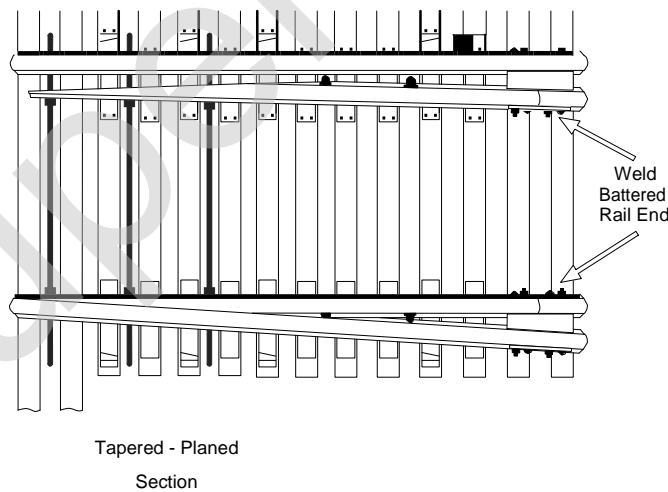 Weld
Battered
Rail End
Tapered - Planed
Section